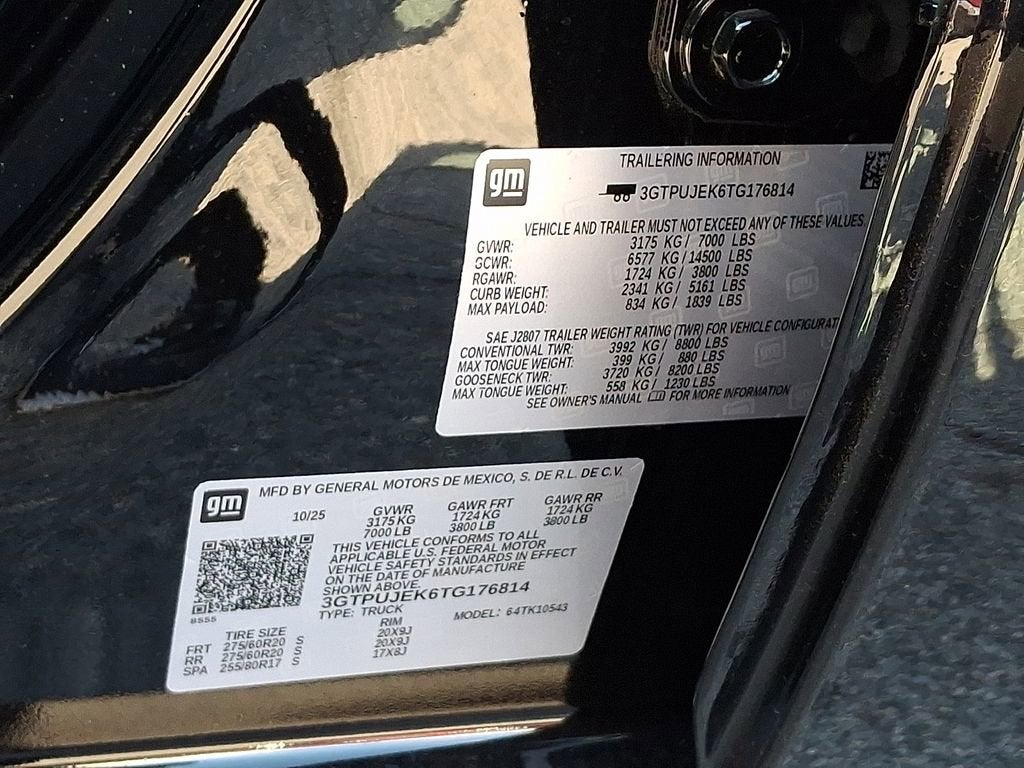 gm
TRAILERING INFORMATION
3GTPUJEK6TG176814
VEHICLE AND TRAILER MUST NOT EXCEED ANY OF THESE VALUES
GVWR: 3175 KG / 7000 LBS
GCWR: 6577 KG / 14500 LBS
RGAWR: 1724 KG / 3800 LBS
CURB WEIGHT: 2341 KG / 5161 LBS
MAX PAYLOAD: 834 KG / 1839 LBS
SAE J2807 TRAILER WEIGHT RATING (TWR) FOR VEHICLE CONFIGURAT
CONVENTIONAL TWR: 3992 KG / 8800 LBS
MAX TONGUE WEIGHT: 399 KG / 880 LBS
GOOSENECK TWR: 3720 KG / 8200 LBS
MAX TONGUE WEIGHT: 558 KG / 1230 LBS
SEE OWNER'S MANUAL FOR MORE INFORMATION
gm
MFD BY GENERAL MOTORS DE MEXICO, S. DE R.L. DE C.V.
10/25 GVWR GAWR FRT GAWR RR
3175 KG 1724 KG 1724 KG
7000 LB 3800 LB 3800 LB
THIS VEHICLE CONFORMS TO ALL
APPLICABLE U.S. FEDERAL MOTOR
VEHICLE SAFETY STANDARDS IN EFFECT
ON THE DATE OF MANUFACTURE
SHOWN ABOVE.
3GTPUJEK6TG176814
TYPE: TRUCK MODEL: 64TK10543
BS55
TIRE SIZE RIM
FRT 275/60R20 S 20X9J
RR 275/60R20 S 20X9J
SPA 255/80R17 S 17X8J